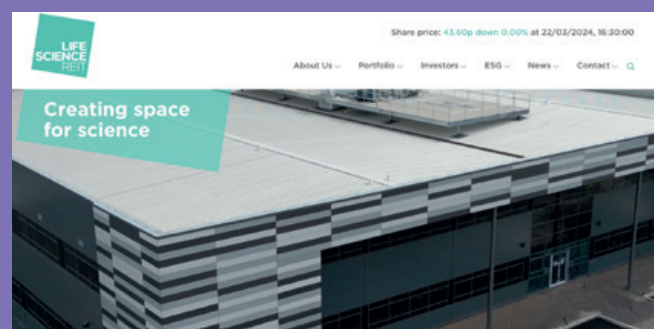 LIFE
SCIENCE
REIT
Share price: 43.60p down 0.00% at 22/03/2024, 16:30:00
About Us
Portfolio
Investors
ESG
News
Contact
Creating space
for science